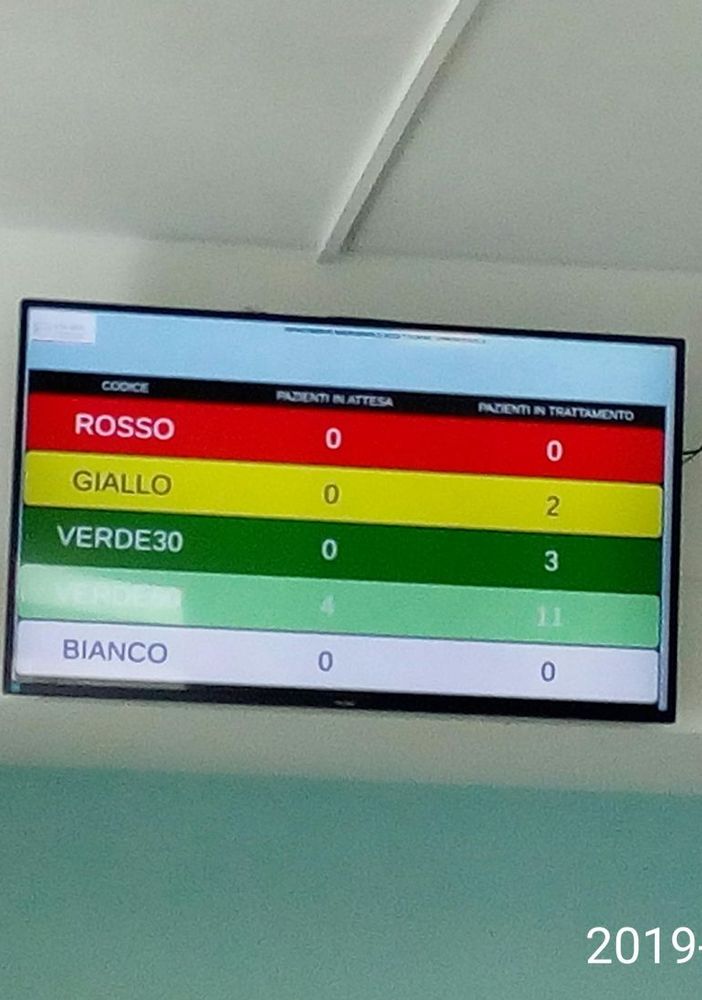 CODICE PAZIENTI IN ATTESA PAZIENTI IN TRATTAMENTO
ROSSO 0 0
GIALLO 0 2
VERDE30 0 3
4 11
BIANCO 0 0
2019-